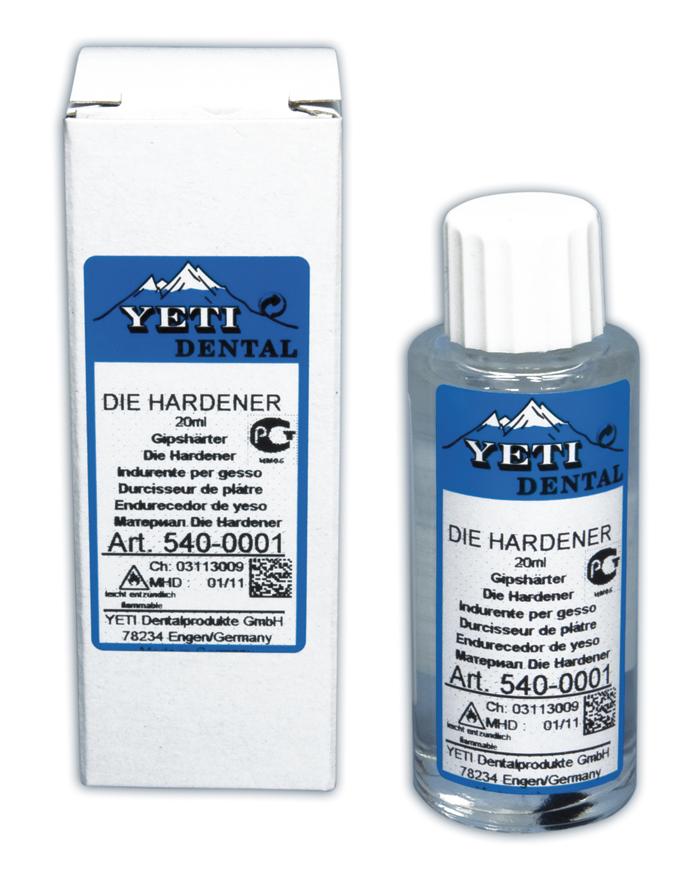 YETI
DENTAL
DIE HARDENER
20ml
Gipshärter
Die Hardener
Indurente per gesso
Durcisseur de plâtre
Endurecedor de yeso
Материал Die Hardener
Art. 540-0001
Ch: 03113009
MHD : 01/11
leicht entzündlich
flammable
YETI Dentalprodukte GmbH
78234 Engen/Germany
YETI
DENTAL
DIE HARDENER
20ml
Gipshärter
Die Hardener
Indurente per gesso
Durcisseur de plâtre
Endurecedor de yeso
Материал Die Hardener
Art. 540-0001
Ch: 03113009
MHD : 01/11
leicht entzündlich
flammable
YETI Dentalprodukte GmbH
78234 Engen/Germany